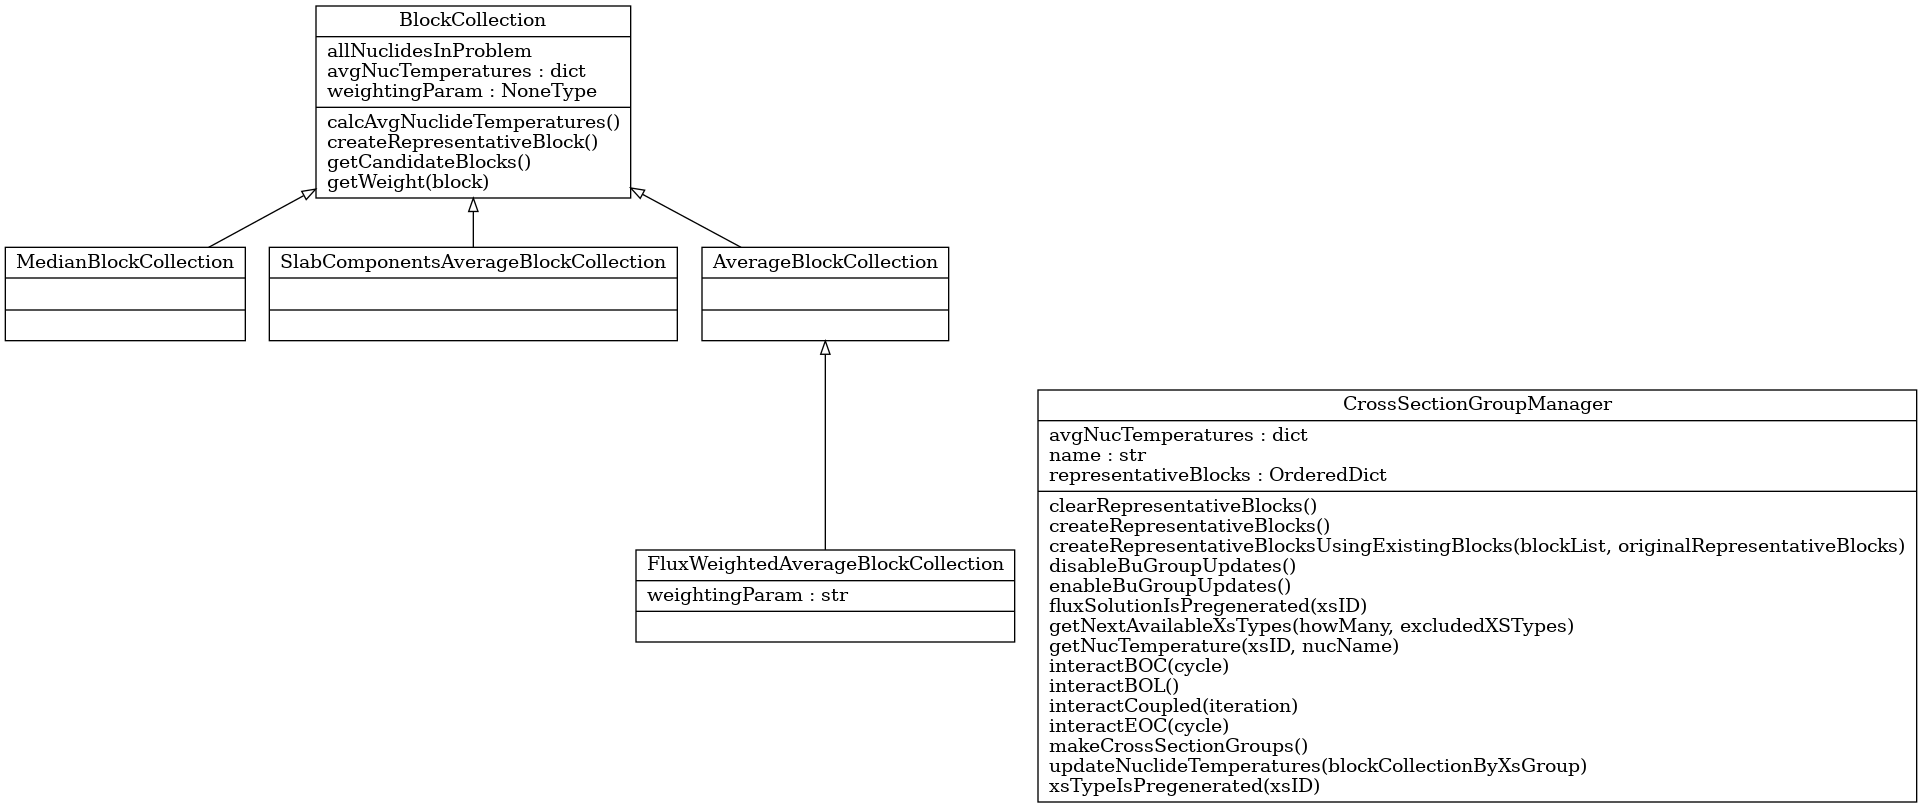 BlockCollection
allNuclidesInProblem
avgNucTemperatures : dict
weightingParam : NoneType
calcAvgNuclideTemperatures()
createRepresentativeBlock()
getCandidateBlocks()
getWeight(block)
MedianBlockCollection
SlabComponentsAverageBlockCollection
AverageBlockCollection
FluxWeightedAverageBlockCollection
weightingParam : str
CrossSectionGroupManager
avgNucTemperatures : dict
name : str
representativeBlocks : OrderedDict
clearRepresentativeBlocks()
createRepresentativeBlocks()
createRepresentativeBlocksUsingExistingBlocks(blockList, originalRepresentativeBlocks)
disableBuGroupUpdates()
enableBuGroupUpdates()
fluxSolutionIsPregenerated(xsID)
getNextAvailableXsTypes(howMany, excludedXSTypes)
getNucTemperature(xsID, nucName)
interactBOC(cycle)
interactBOL()
interactCoupled(iteration)
interactEOC(cycle)
makeCrossSectionGroups()
updateNuclideTemperatures(blockCollectionByXsGroup)
xsTypeIsPregenerated(xsID)